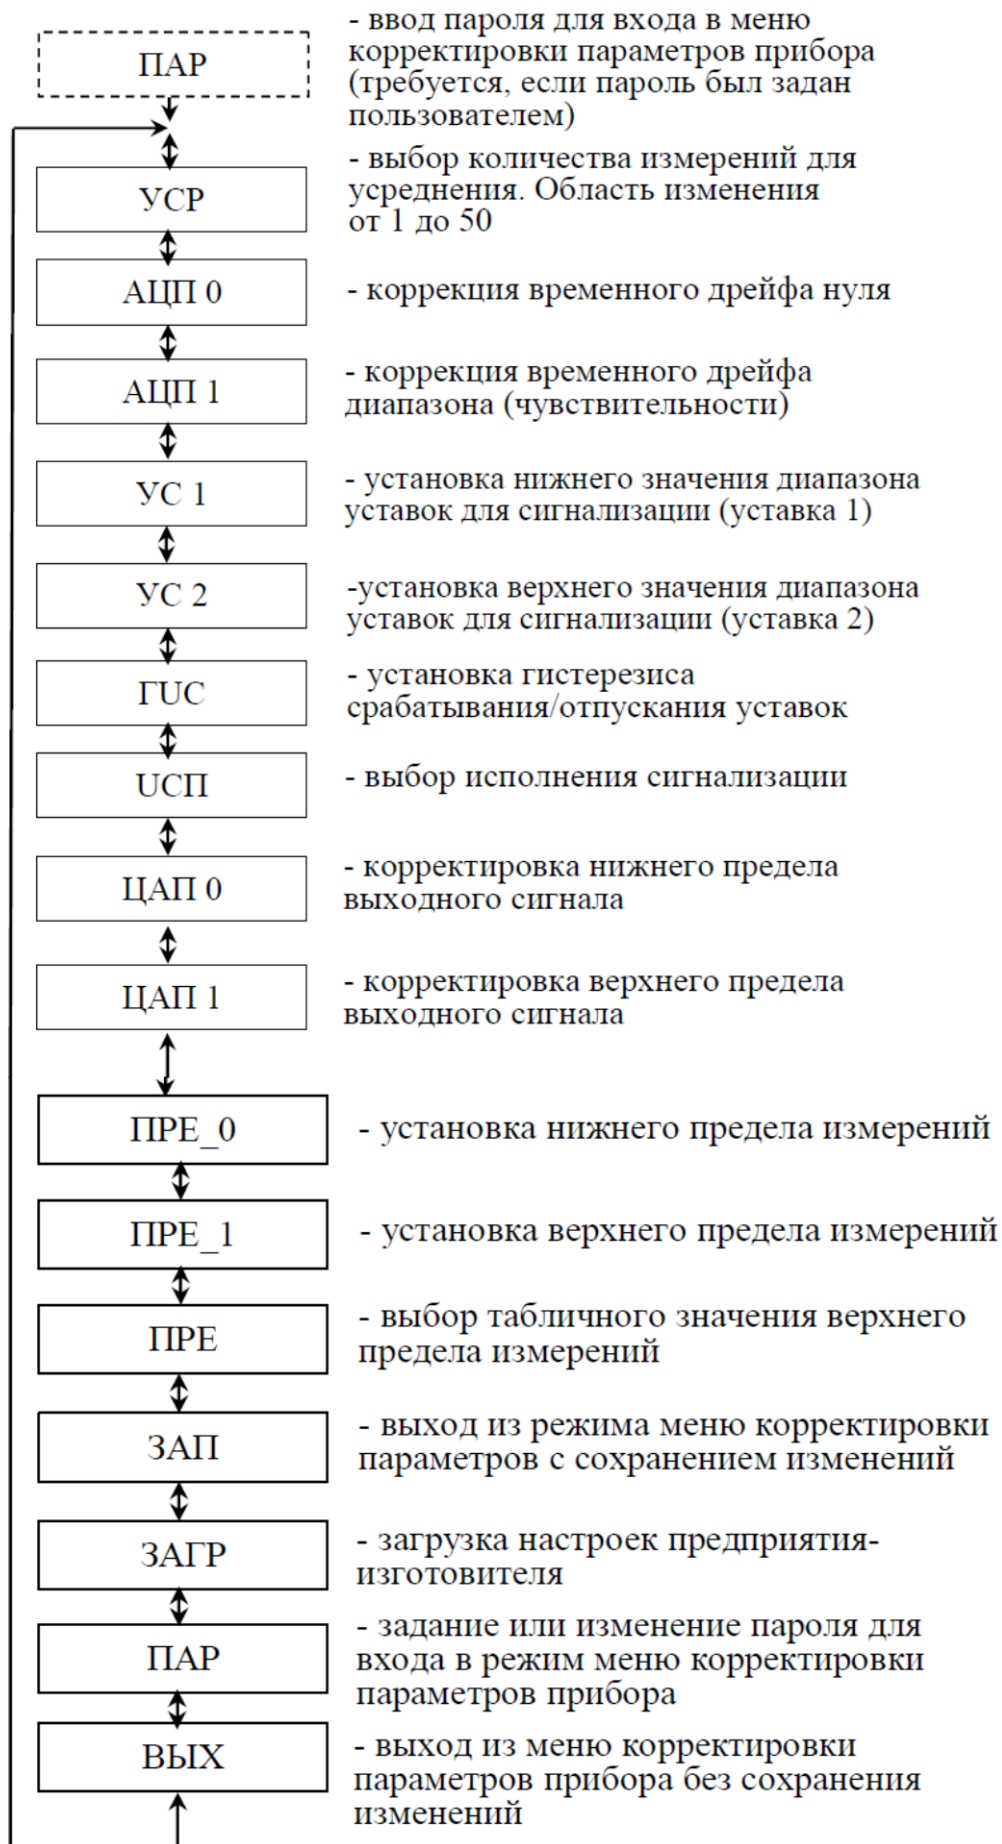 ПАР
- ввод пароля для входа в меню
корректировки параметров прибора
(требуется, если пароль был задан
пользователем)
УСР
- выбор количества измерений для
усреднения. Область изменения
от 1 до 50
АЦП 0
- коррекция временного дрейфа нуля
АЦП 1
- коррекция временного дрейфа
диапазона (чувствительности)
УС 1
- установка нижнего значения диапазона
уставок для сигнализации (уставка 1)
УС 2
-установка верхнего значения диапазона
уставок для сигнализации (уставка 2)
ГUС
- установка гистерезиса
срабатывания/отпускания уставок
UСП
- выбор исполнения сигнализации
ЦАП 0
- корректировка нижнего предела
выходного сигнала
ЦАП 1
- корректировка верхнего предела
выходного сигнала
ПРЕ_0
- установка нижнего предела измерений
ПРЕ_1
- установка верхнего предела измерений
ПРЕ
- выбор табличного значения верхнего
предела измерений
ЗАП
- выход из режима меню корректировки
параметров с сохранением изменений
ЗАГР
- загрузка настроек предприятия-
изготовителя
ПАР
- задание или изменение пароля для
входа в режим меню корректировки
параметров прибора
ВЫХ
- выход из меню корректировки
параметров прибора без сохранения
изменений